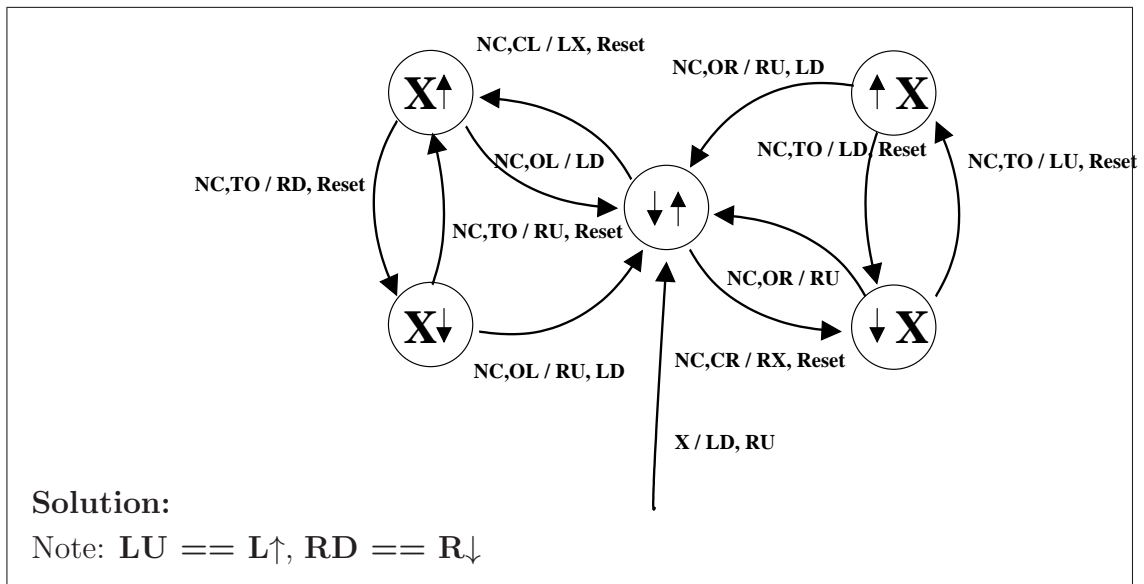 NC,CL / LX, Reset
NC,OR / RU, LD
X↑
↑ X
NC,OL / LD
NC,TO / LD, Reset
NC,TO / LU, Reset
NC,TO / RD, Reset
↓↑
NC,TO / RU, Reset
NC,OR / RU
X↓
↓ X
NC,OL / RU, LD
NC,CR / RX, Reset
X / LD, RU
Solution:
Note: LU == L↑, RD == R↓